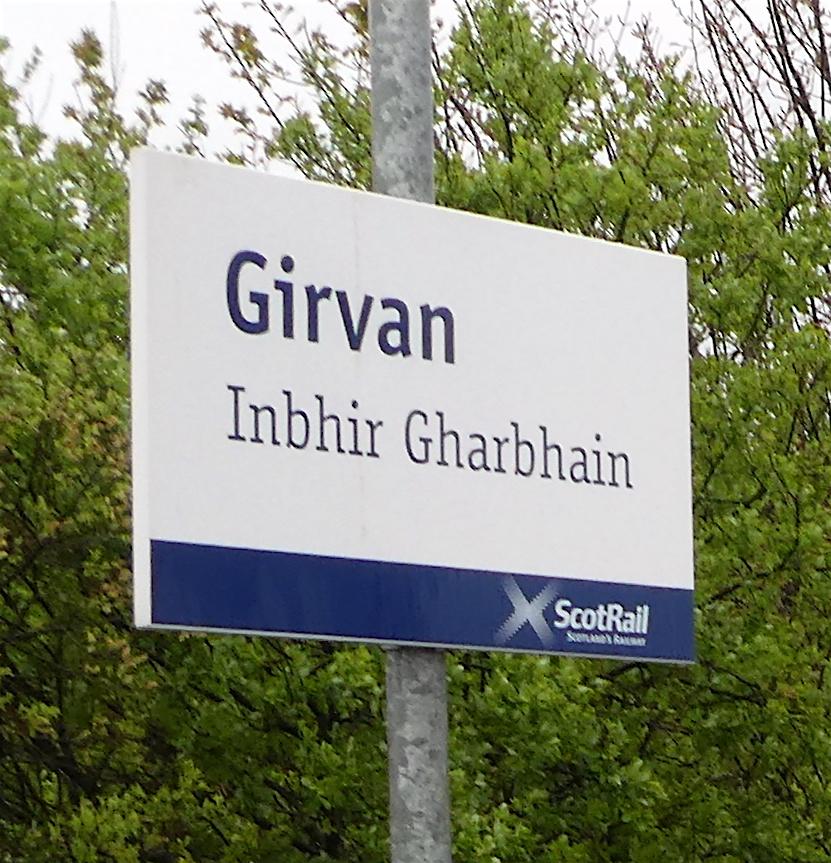 Girvan
Inbhir Gharbhain
ScotRail
SCOTLAND'S RAILWAY